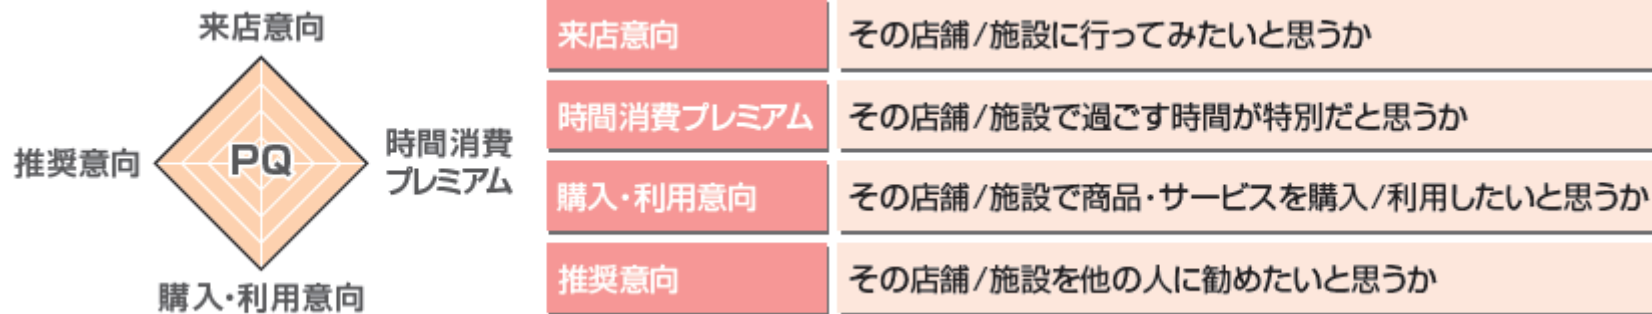 来店意向
推奨意向
PQ
時間消費
プレミアム
購入・利用意向
来店意向 その店舗/施設に行ってみたいと思うか
時間消費プレミアム その店舗/施設で過ごす時間が特別だと思うか
購入・利用意向 その店舗/施設で商品・サービスを購入/利用したいと思うか
推奨意向 その店舗/施設を他の人に勧めたいと思うか